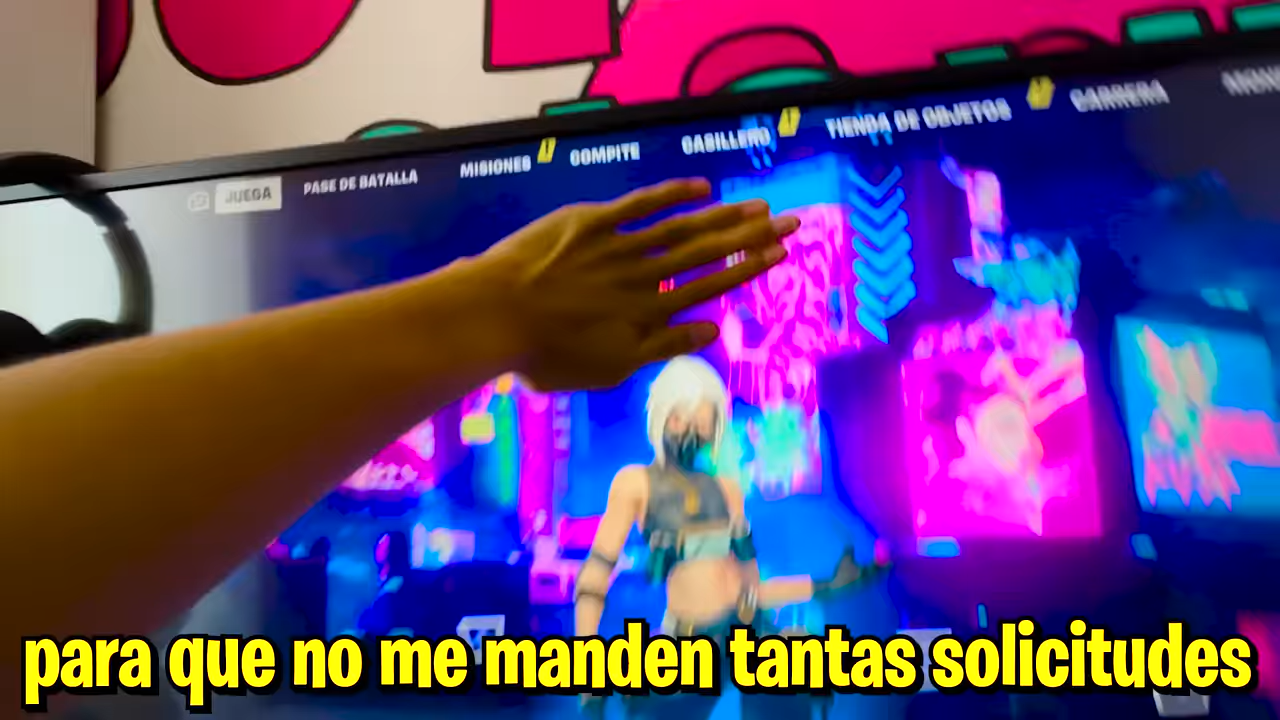 JUEGA PASE DE BATALLA MISIONES COMPITE CASILLERO TIENDA DE OBJETOS CARRERA
para que no me manden tantas solicitudes